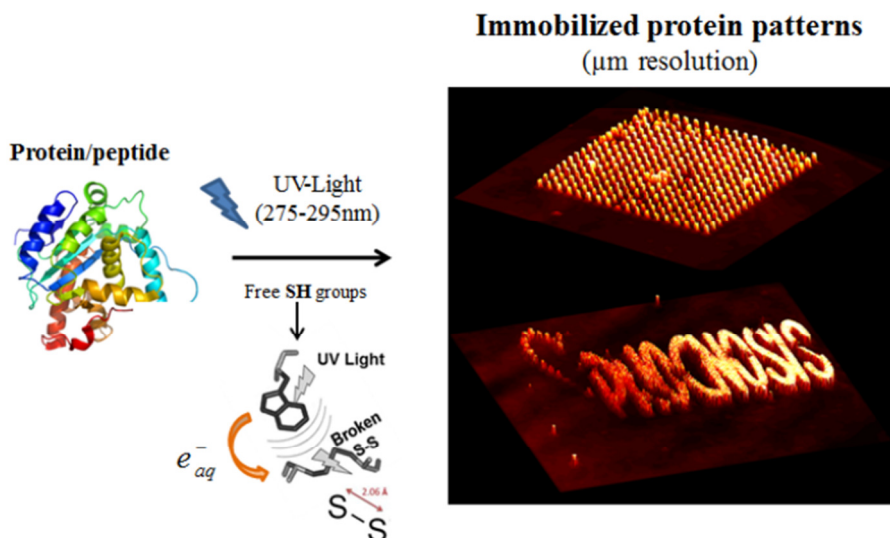 Immobilized protein patterns
(µm resolution)
Protein/peptide
UV-Light
(275-295nm)
Free SH groups
UV Light
Broken
S-S
e⁻aq
2.06 Å
S-S